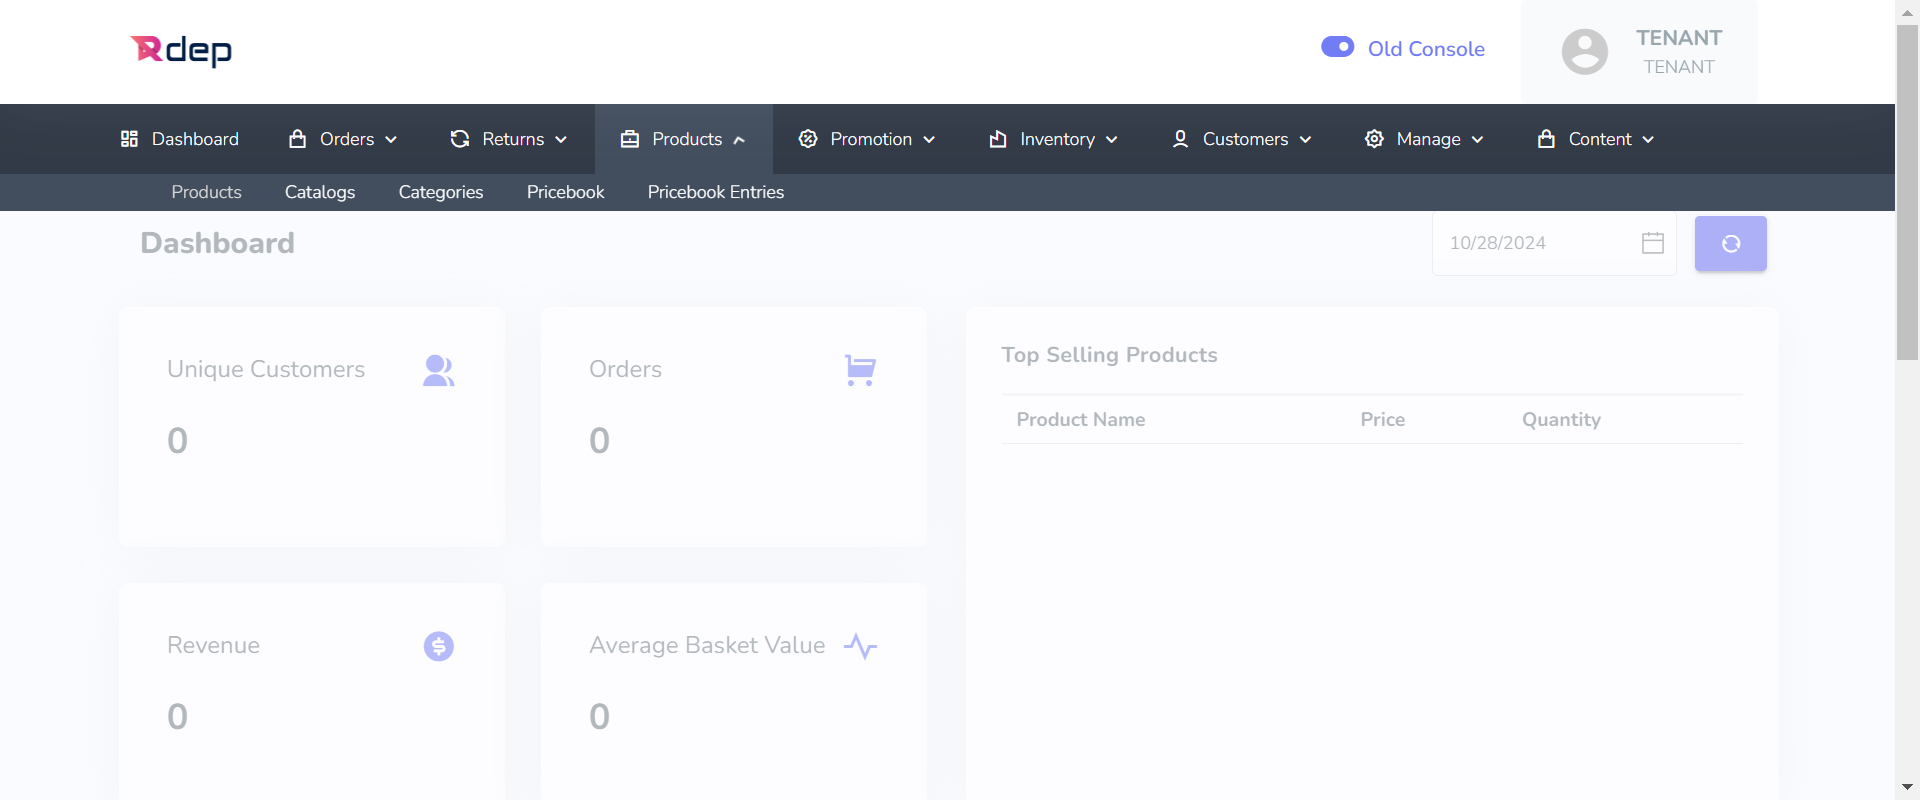 Rdep
Old Console
TENANT
TENANT
Dashboard Orders Returns Products Promotion Inventory Customers Manage Content
Products Catalogs Categories Pricebook Pricebook Entries
Dashboard
10/28/2024
Unique Customers
0
Orders
0
Top Selling Products
Product Name Price Quantity
Revenue
0
Average Basket Value
0